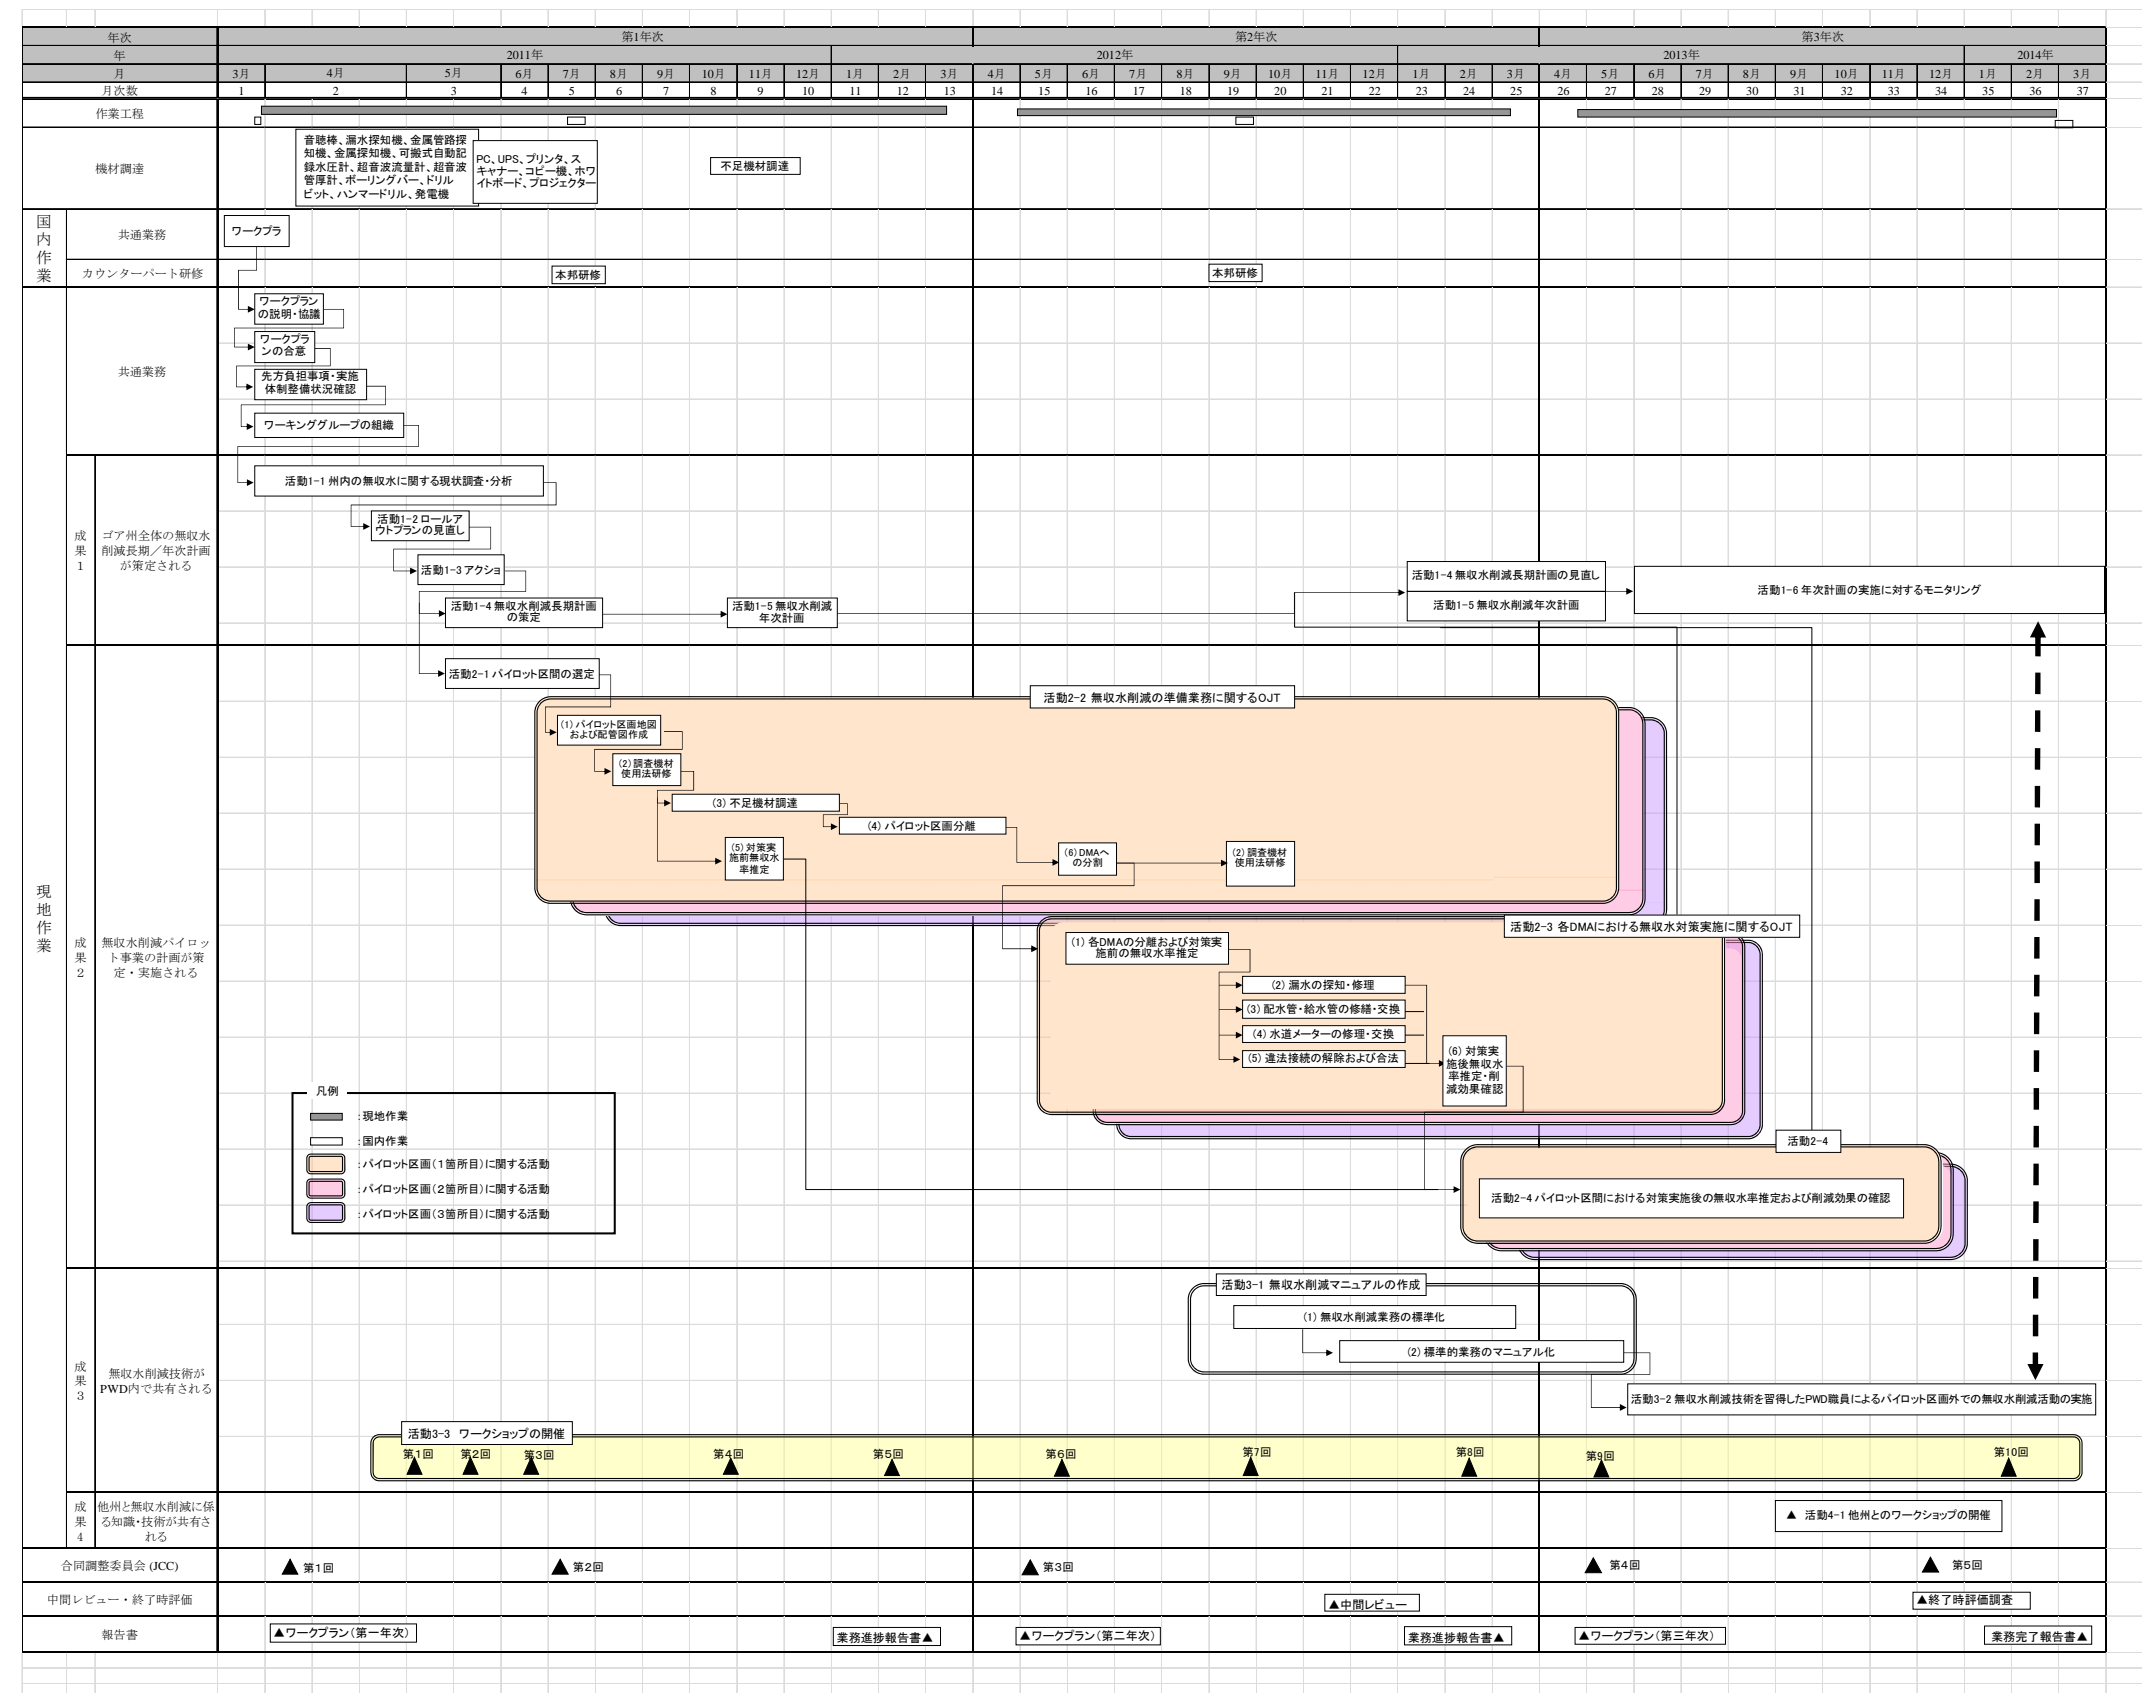 年次 第1年次 第2年次 第3年次
年 2011年 2012年 2013年 2014年
月 3月 4月 5月 6月 7月 8月 9月 10月 11月 12月 1月 2月 3月 4月 5月 6月 7月 8月 9月 10月 11月 12月 1月 2月 3月 4月 5月 6月 7月 8月 9月 10月 11月 12月 1月 2月 3月
月次数 1 2 3 4 5 6 7 8 9 10 11 12 13 14 15 16 17 18 19 20 21 22 23 24 25 26 27 28 29 30 31 32 33 34 35 36 37
作業工程
機材調達
音聴棒、漏水探知機、金属管路探
知機、金属探知機、可搬式自動記
録水圧計、超音波流量計、超音波
管厚計、ボーリングバー、ドリル
ビット、ハンマードリル、発電機
PC、UPS、プリンタ、ス
キャナー、コピー機、ホワ
イトボード、プロジェクター
不足機材調達
国内作業
共通業務
ワークプラ
カウンターパート研修
本邦研修
本邦研修
現地作業
共通業務
ワークプラン
の説明・協議
ワークプラ
ンの合意
先方負担事項・実施
体制整備状況確認
ワーキンググループの組織
成果1
ゴア州全体の無収水
削減長期／年次計画
が策定される
活動1-1 州内の無収水に関する現状調査・分析
活動1-2 ロールア
ウトプランの見直し
活動1-3 アクショ
活動1-4 無収水削減長期計画
の策定
活動1-5 無収水削減
年次計画
活動1-4 無収水削減長期計画の見直し
活動1-5 無収水削減年次計画
活動1-6 年次計画の実施に対するモニタリング
成果2
無収水削減パイロッ
ト事業の計画が策
定・実施される
活動2-1 パイロット区間の選定
活動2-2 無収水削減の準備業務に関するOJT
(1) パイロット区画地図
および配管図作成
(2) 調査機材
使用法研修
(3) 不足機材調達
(4) パイロット区画分離
(5) 対策実
施前無収水
率推定
(6) DMAへ
の分割
(2) 調査機材
使用法研修
活動2-3 各DMAにおける無収水対策実施に関するOJT
(1) 各DMAの分離および対策実
施前の無収水率推定
(2) 漏水の探知・修理
(3) 配水管・給水管の修繕・交換
(4) 水道メーターの修理・交換
(5) 違法接続の解除および合法
(6) 対策実
施後無収水
率推定・削
減効果確認
凡例
：現地作業
：国内作業
：パイロット区画（1箇所目）に関する活動
：パイロット区画（2箇所目）に関する活動
：パイロット区画（3箇所目）に関する活動
活動2-4
活動2-4 パイロット区間における対策実施後の無収水率推定および削減効果の確認
成果3
無収水削減技術が
PWD内で共有される
活動3-1 無収水削減マニュアルの作成
(1) 無収水削減業務の標準化
(2) 標準的業務のマニュアル化
活動3-2 無収水削減技術を習得したPWD職員によるパイロット区画外での無収水削減活動の実施
活動3-3 ワークショップの開催
第1回 第2回 第3回 第4回 第5回 第6回 第7回 第8回 第9回 第10回
成果4
他州と無収水削減に係
る知識・技術が共有さ
れる
▲ 活動4-1 他州とのワークショップの開催
合同調整委員会 (JCC) ▲ 第1回 ▲ 第2回 ▲ 第3回 ▲ 第4回 ▲ 第5回
中間レビュー・終了時評価 ▲中間レビュー ▲終了時評価調査
報告書 ▲ワークプラン（第一年次） 業務進捗報告書▲ ▲ワークプラン（第二年次） 業務進捗報告書▲ ▲ワークプラン（第三年次） 業務完了報告書▲